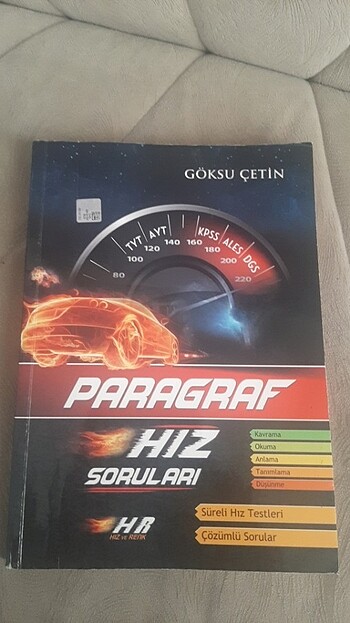 GÖKSU ÇETİN
TYT AYT KPSS ALES DGS
80 100 120 140 160 180 200 220
PARAGRAF
HIZ
SORULARI
Kavrama
Okuma
Anlama
Tanımlama
Düşünme
Süreli Hız Testleri
Çözümlü Sorular
HR
HIZ ve RENK